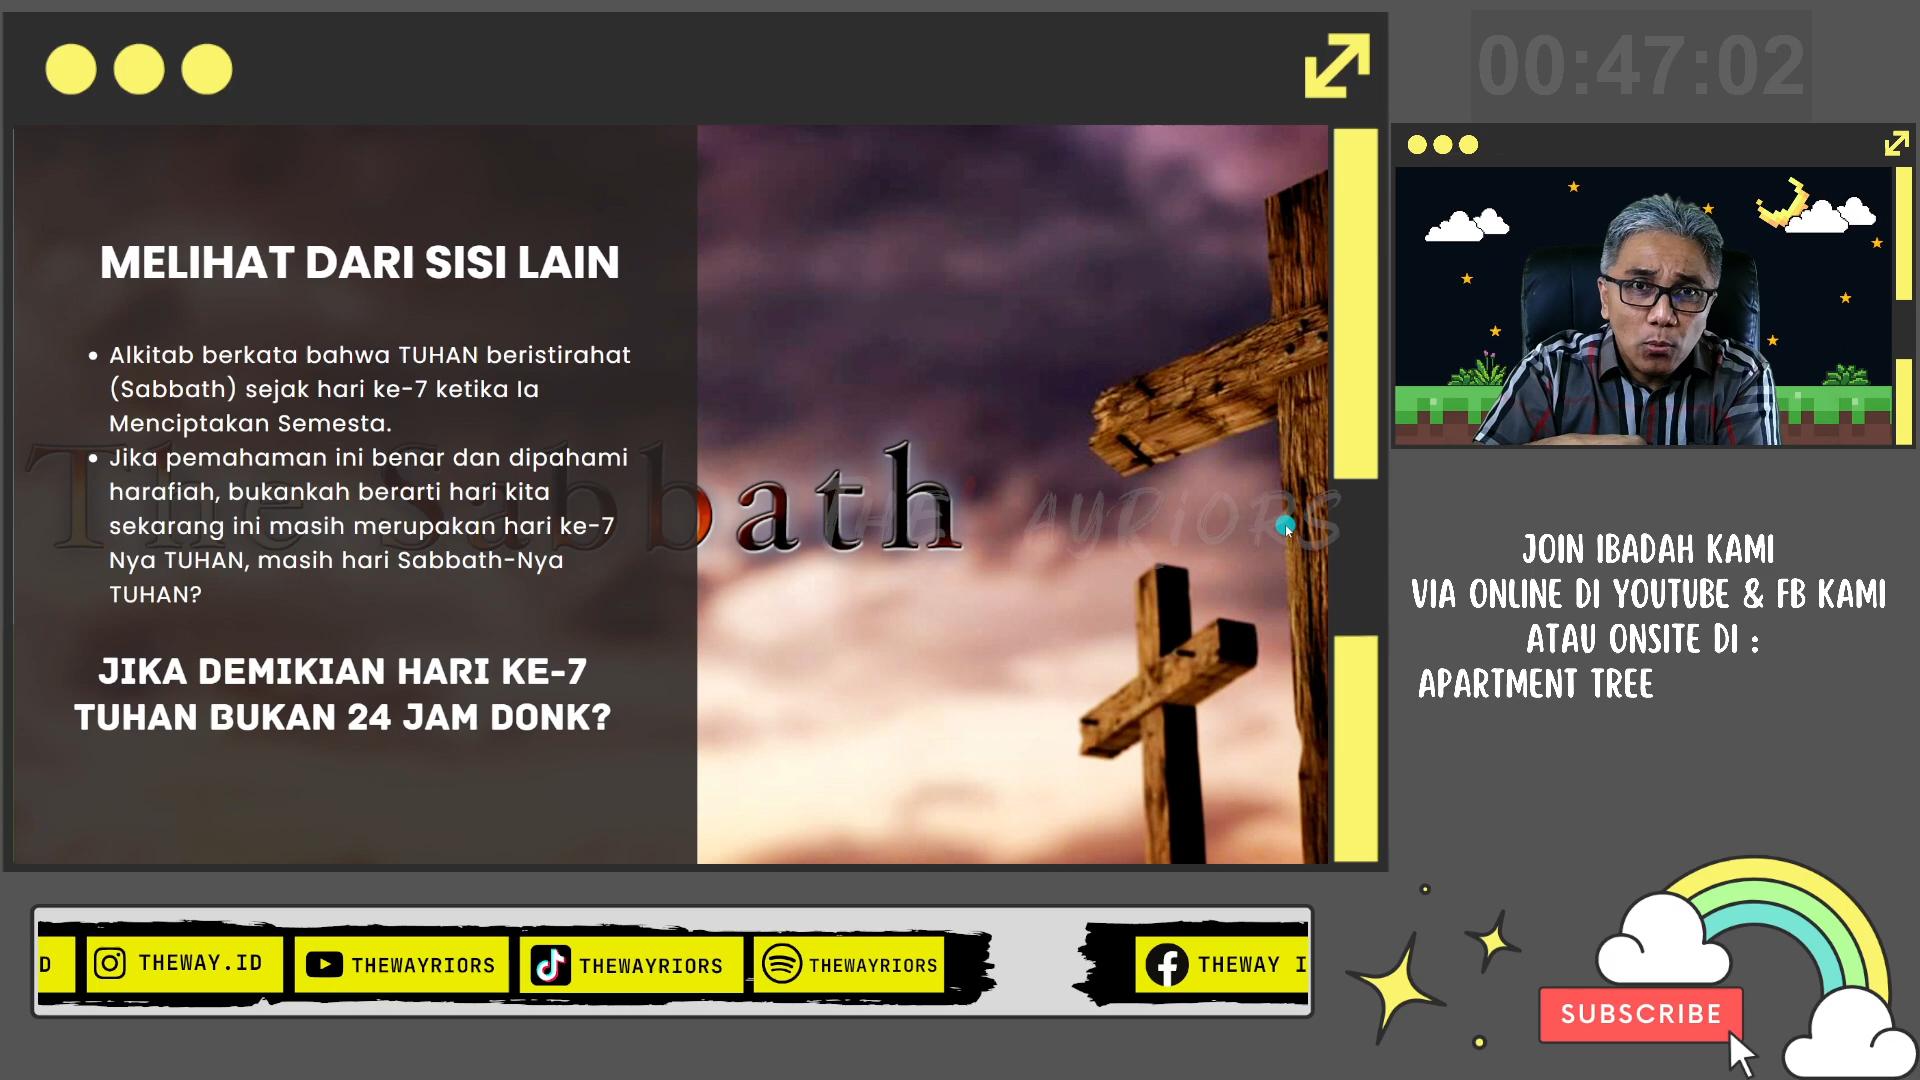 00:47:02
MELIHAT DARI SISI LAIN
• Alkitab berkata bahwa TUHAN beristirahat
(Sabbath) sejak hari ke-7 ketika Ia
Menciptakan Semesta.
• Jika pemahaman ini benar dan dipahami
harafiah, bukankah berarti hari kita
sekarang ini masih merupakan hari ke-7
Nya TUHAN, masih hari Sabbath-Nya
TUHAN?
JIKA DEMIKIAN HARI KE-7
TUHAN BUKAN 24 JAM DONK?
The Sabbath
THE AYRiORS
JOIN IBADAH KAMI
VIA ONLINE DI YOUTUBE & FB KAMI
ATAU ONSITE DI :
APARTMENT TREE
D
THEWAY.ID
THEWAYRIORS
THEWAYRIORS
THEWAYRIORS
THEWAY I
SUBSCRIBE